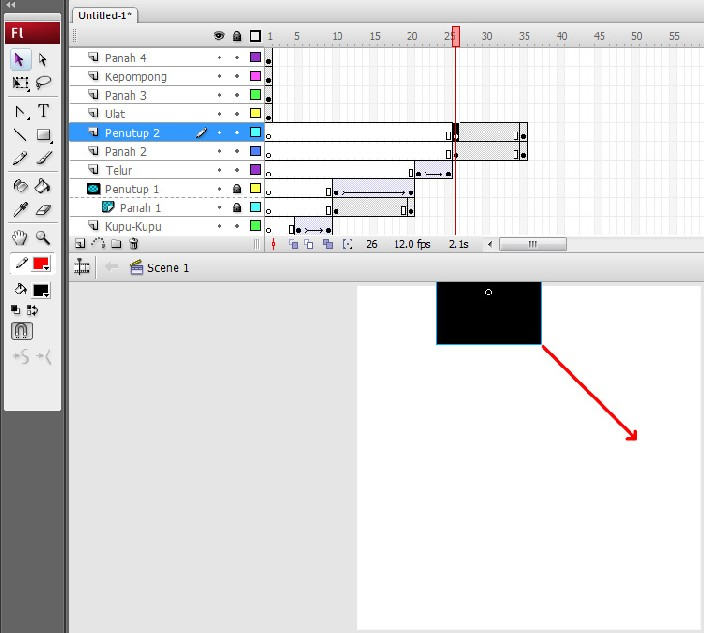 Untitled-1*
Fl
1 5 10 15 20 25 30 35 40 45 50 55
Panah 4
Kepompong
Panah 3
Ulat
Penutup 2
Panah 2
Telur
Penutup 1
Panah 1
Kupu-Kupu
26 12.0 fps 2.1s
Scene 1
T
S